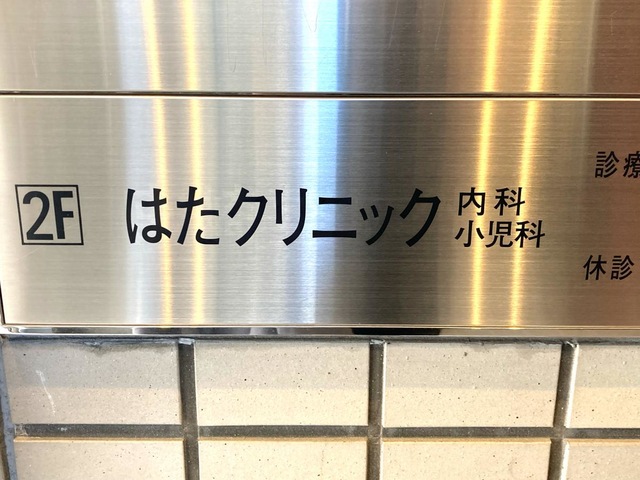 2F
はたクリニック
内科
小児科
診療
休診